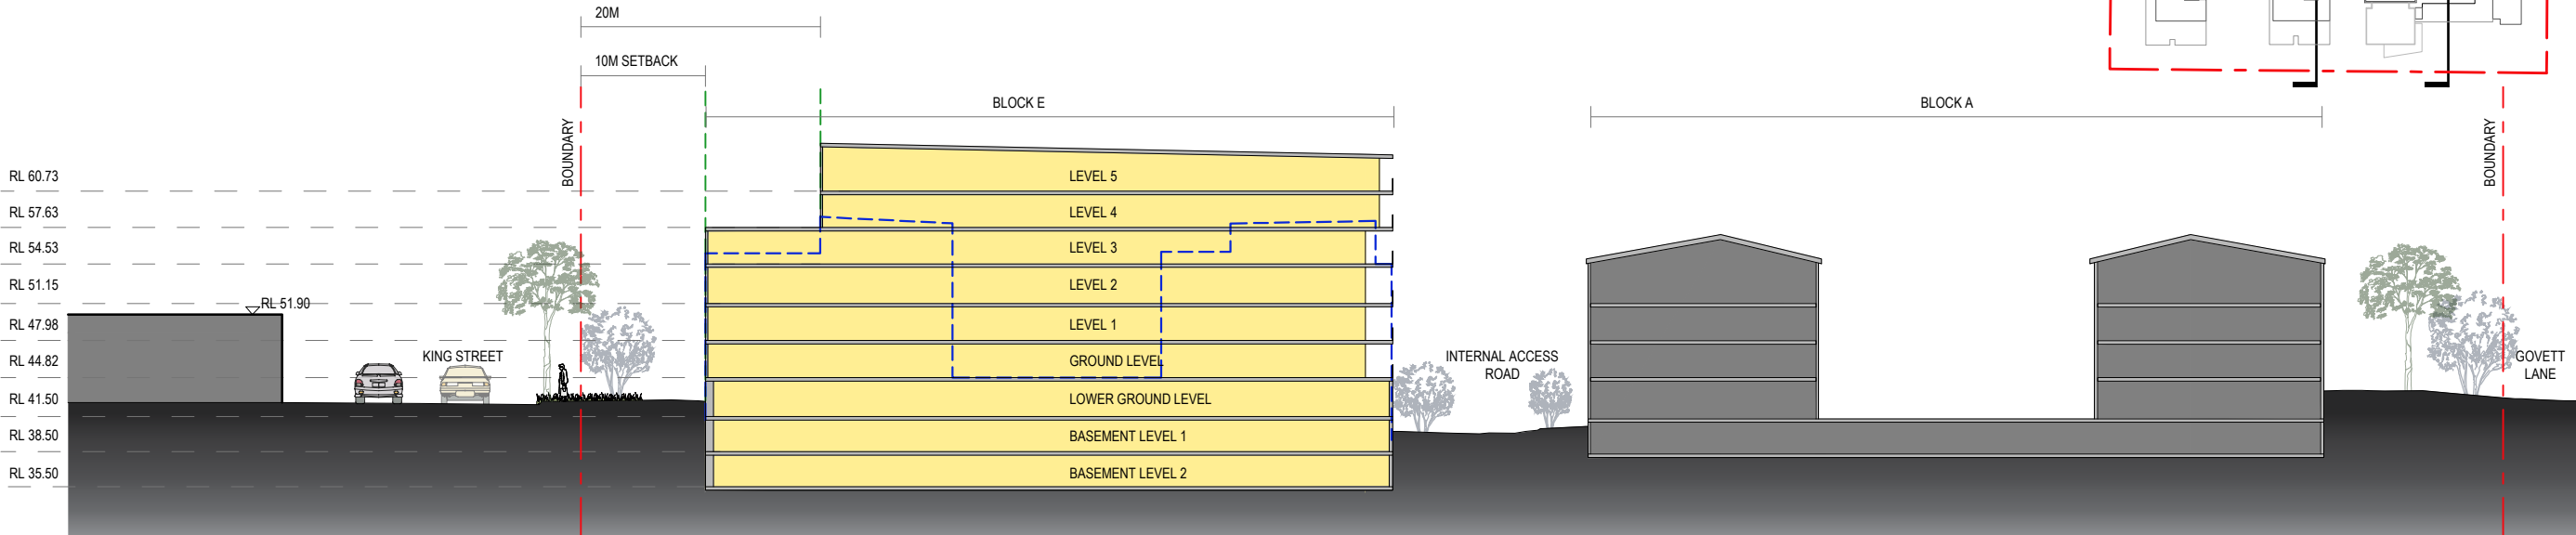 20M
10M SETBACK
BLOCK E
BLOCK A
BOUNDARY
BOUNDARY
RL 60.73
LEVEL 5
RL 57.63
LEVEL 4
RL 54.53
LEVEL 3
RL 51.15
LEVEL 2
RL 51.90
RL 47.98
LEVEL 1
RL 44.82
KING STREET
GROUND LEVEL
INTERNAL ACCESS
ROAD
GOVETT
LANE
RL 41.50
LOWER GROUND LEVEL
RL 38.50
BASEMENT LEVEL 1
RL 35.50
BASEMENT LEVEL 2